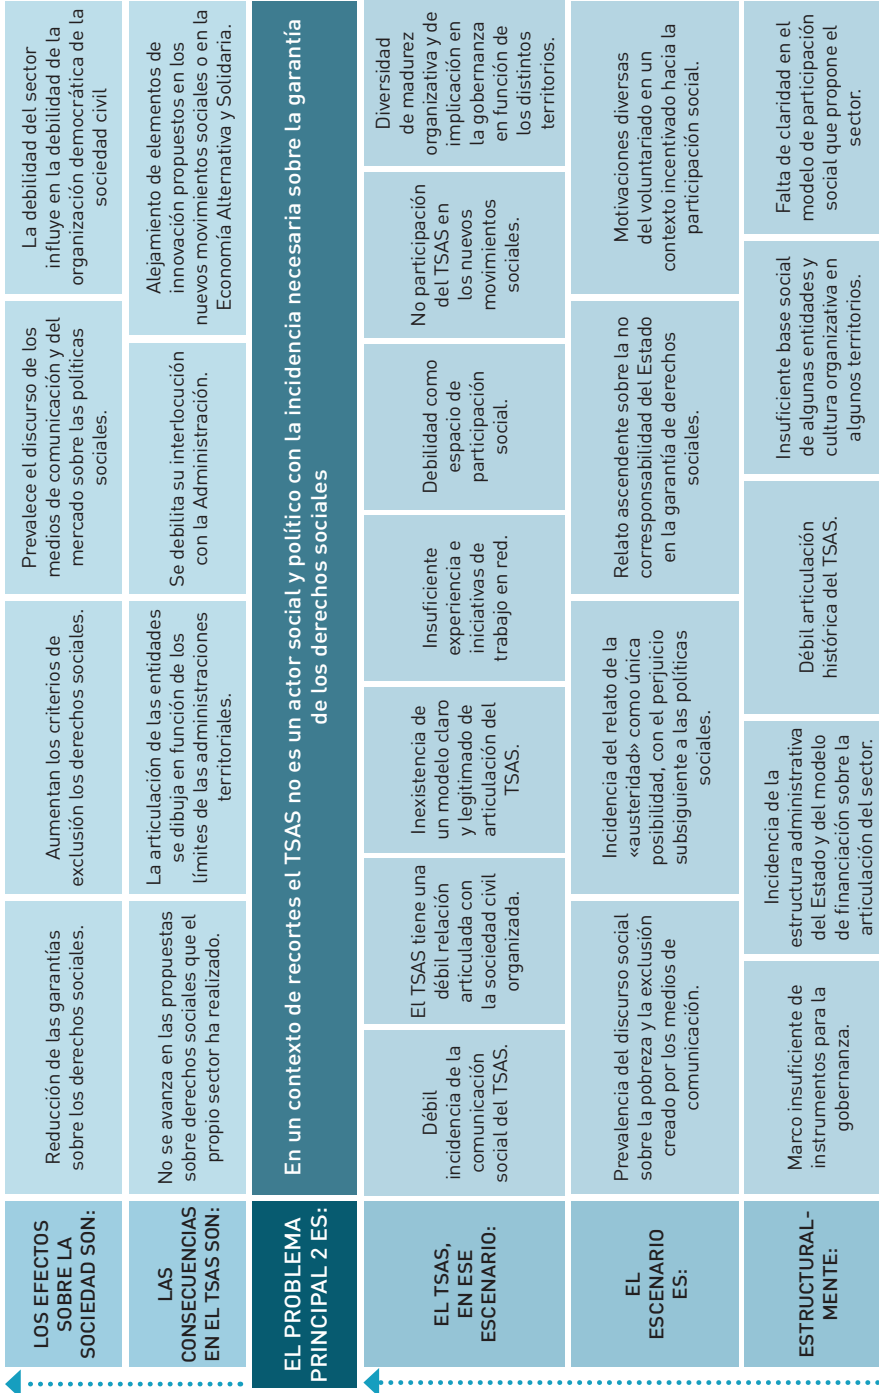 LOS EFECTOS
SOBRE LA
SOCIEDAD SON:
Reducción de las garantías
sobre los derechos sociales.
Aumentan los criterios de
exclusión los derechos sociales.
Prevalece el discurso de los
medios de comunicación y del
mercado sobre las políticas
sociales.
La debilidad del sector
influye en la debilidad de la
organización democrática de la
sociedad civil
LAS
CONSECUENCIAS
EN EL TSAS SON:
No se avanza en las propuestas
sobre derechos sociales que el
propio sector ha realizado.
La articulación de las entidades
se dibuja en función de los
límites de las administraciones
territoriales.
Se debilita su interlocución
con la Administración.
Alejamiento de elementos de
innovación propuestos en los
nuevos movimientos sociales o en la
Economía Alternativa y Solidaria.
EL PROBLEMA
PRINCIPAL 2 ES:
En un contexto de recortes el TSAS no es un actor social y político con la incidencia necesaria sobre la garantía
de los derechos sociales
EL TSAS,
EN ESE
ESCENARIO:
Débil
incidencia de la
comunicación
social del TSAS.
El TSAS tiene una
débil relación
articulada con
la sociedad civil
organizada.
Inexistencia de
un modelo claro
y legitimado de
articulación del
TSAS.
Insuficiente
experiencia e
iniciativas de
trabajo en red.
Debilidad como
espacio de
participación
social.
No participación
del TSAS en
los nuevos
movimientos
sociales.
Diversidad
de madurez
organizativa y de
implicación en
la gobernanza
en función de
los distintos
territorios.
EL
ESCENARIO
ES:
Prevalencia del discurso social
sobre la pobreza y la exclusión
creado por los medios de
comunicación.
Incidencia del relato de la
«austeridad» como única
posibilidad, con el perjuicio
subsiguiente a las políticas
sociales.
Relato ascendente sobre la no
corresponsabilidad del Estado
en la garantía de derechos
sociales.
Motivaciones diversas
del voluntariado en un
contexto incentivado hacia la
participación social.
ESTRUCTURAL-
MENTE:
Marco insuficiente de
instrumentos para la
gobernanza.
Incidencia de la
estructura administrativa
del Estado y del modelo
de financiación sobre la
articulación del sector.
Débil articulación
histórica del TSAS.
Insuficiente base social
de algunas entidades y
cultura organizativa en
algunos territorios.
Falta de claridad en el
modelo de participación
social que propone el
sector.